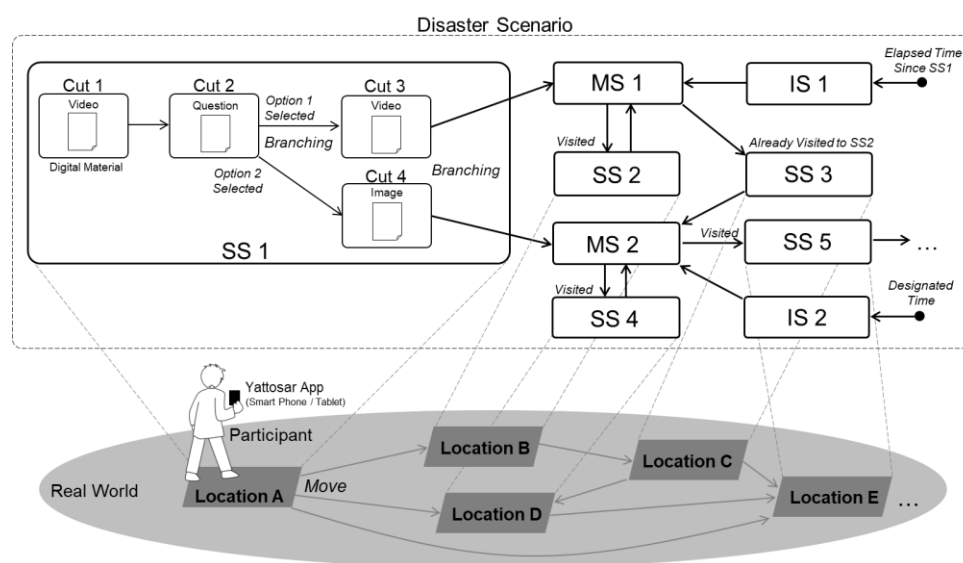 Disaster Scenario
Cut 1
Video
Digital Material
Cut 2
Question
Option 1
Selected
Branching
Option 2
Selected
Cut 3
Video
Cut 4
Image
Branching
SS 1
MS 1
IS 1
Elapsed Time
Since SS1
Visited
Already Visited to SS2
SS 2
SS 3
MS 2
Visited
SS 5
...
Visited
SS 4
IS 2
Designated
Time
Yattosar App
(Smart Phone / Tablet)
Participant
Real World
Location A
Move
Location B
Location C
Location D
Location E
...